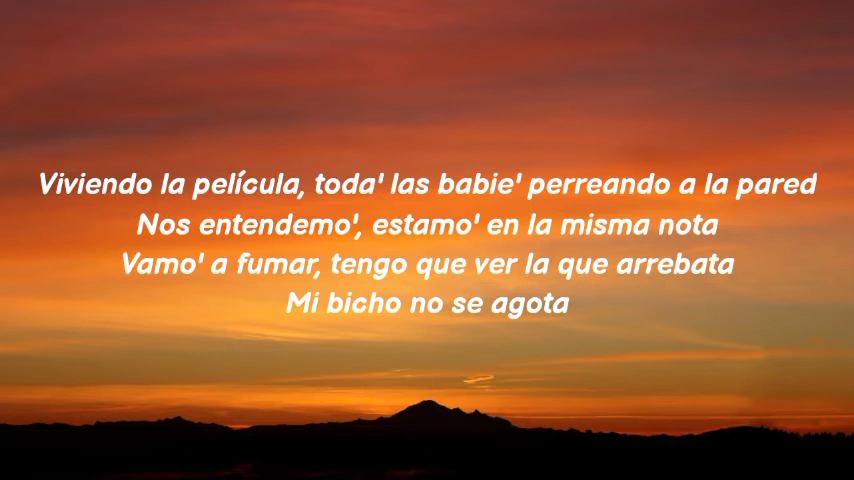 Viviendo la película, toda' las babie' perreando a la pared
Nos entendemo', estamo' en la misma nota
Vamo' a fumar, tengo que ver la que arrebata
Mi bicho no se agota